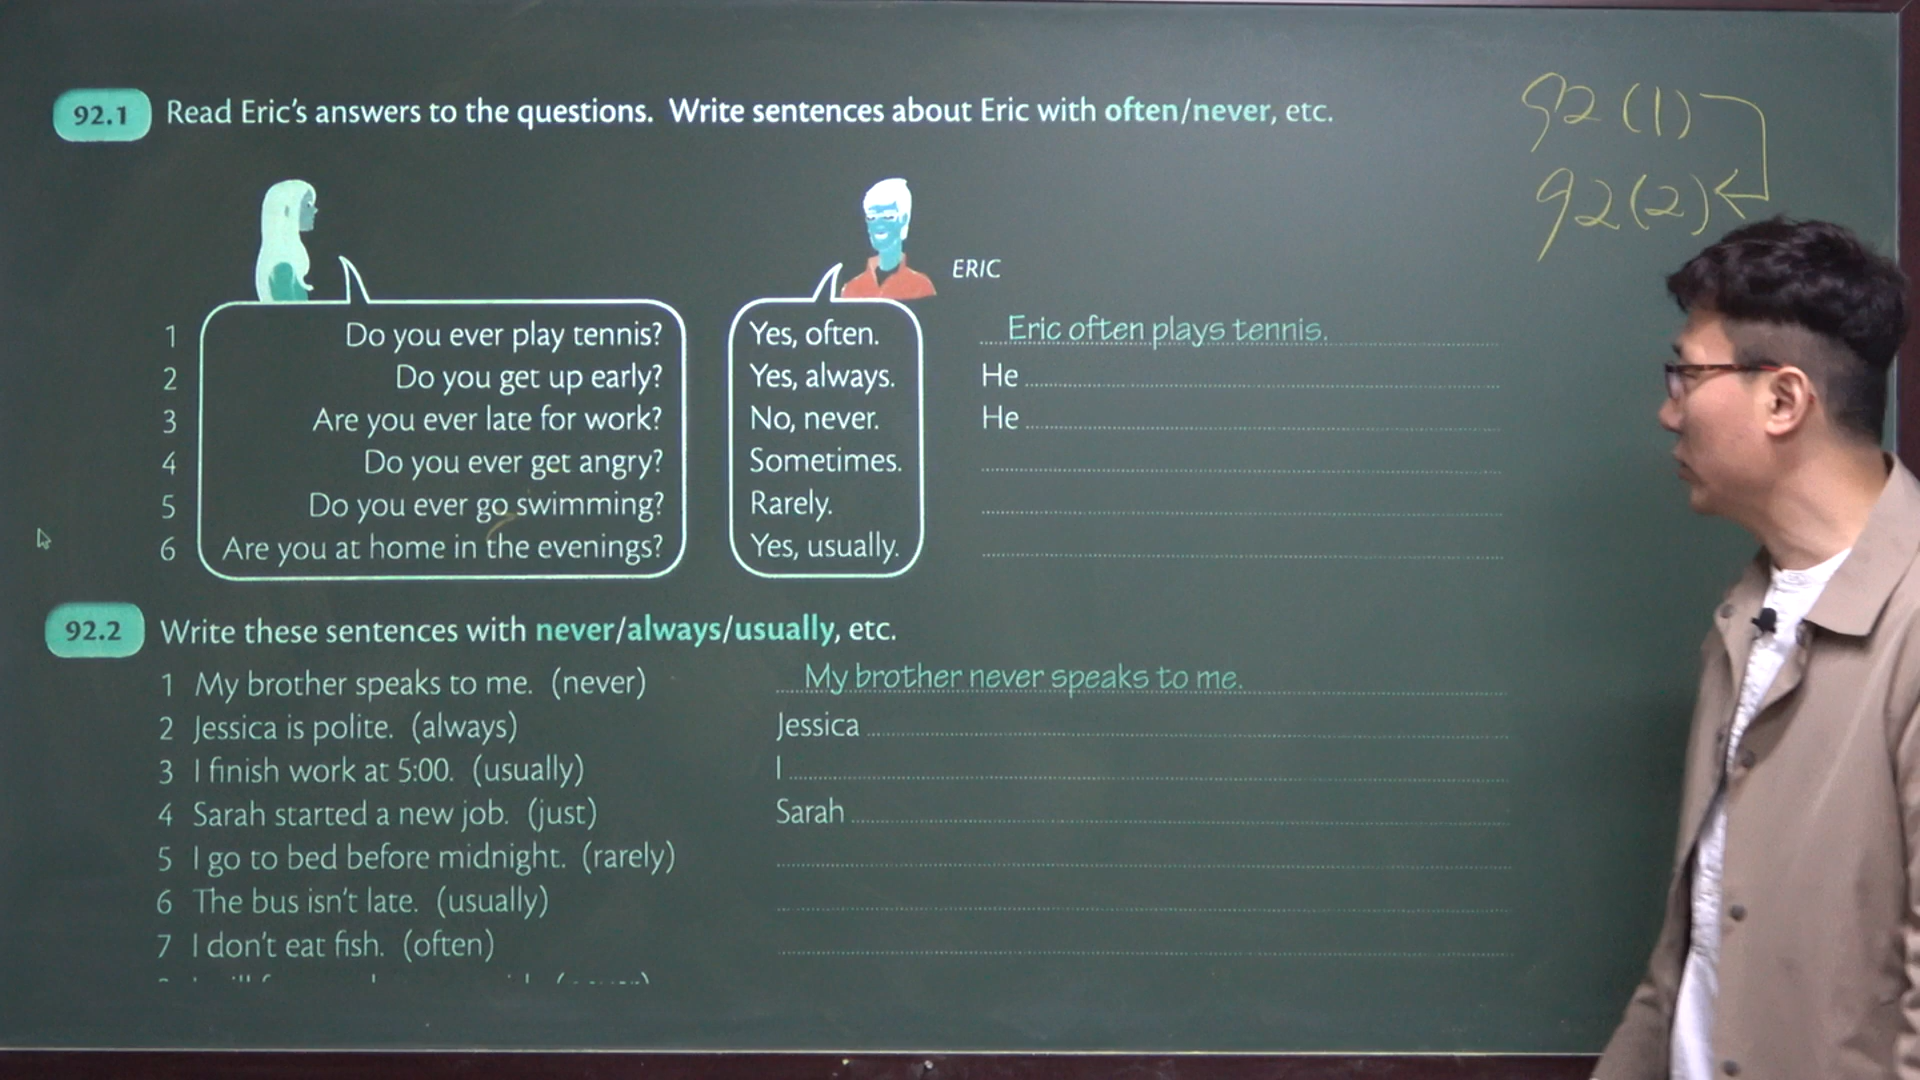 92(1)
92(2)
92.1 Read Eric's answers to the questions. Write sentences about Eric with often/never, etc.
ERIC
1 Do you ever play tennis? Yes, often. Eric often plays tennis.
2 Do you get up early? Yes, always. He
3 Are you ever late for work? No, never. He
4 Do you ever get angry? Sometimes.
5 Do you ever go swimming? Rarely.
6 Are you at home in the evenings? Yes, usually.
92.2 Write these sentences with never/always/usually, etc.
1 My brother speaks to me. (never) My brother never speaks to me.
2 Jessica is polite. (always) Jessica
3 I finish work at 5:00. (usually) I
4 Sarah started a new job. (just) Sarah
5 I go to bed before midnight. (rarely)
6 The bus isn't late. (usually)
7 I don't eat fish. (often)